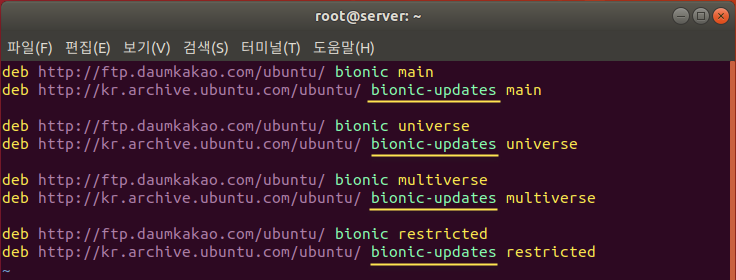 root@server: ~
파일(F) 편집(E) 보기(V) 검색(S) 터미널(T) 도움말(H)
deb http://ftp.daumkakao.com/ubuntu/ bionic main
deb http://kr.archive.ubuntu.com/ubuntu/ bionic-updates main
deb http://ftp.daumkakao.com/ubuntu/ bionic universe
deb http://kr.archive.ubuntu.com/ubuntu/ bionic-updates universe
deb http://ftp.daumkakao.com/ubuntu/ bionic multiverse
deb http://kr.archive.ubuntu.com/ubuntu/ bionic-updates multiverse
deb http://ftp.daumkakao.com/ubuntu/ bionic restricted
deb http://kr.archive.ubuntu.com/ubuntu/ bionic-updates restricted
~